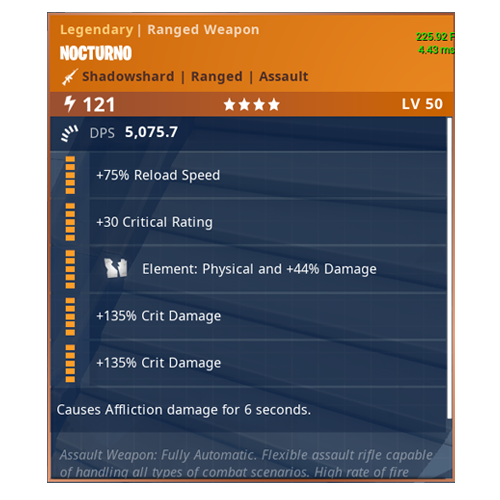 Legendary | Ranged Weapon
225.92 F
NOCTURNO
4.43 ms
Shadowshard | Ranged | Assault
121 ★★★★ LV 50
DPS 5,075.7
+75% Reload Speed
+30 Critical Rating
Element: Physical and +44% Damage
+135% Crit Damage
+135% Crit Damage
Causes Affliction damage for 6 seconds.
Assault Weapon: Fully Automatic. Flexible assault rifle capable
of handling all types of combat scenarios. High rate of fire